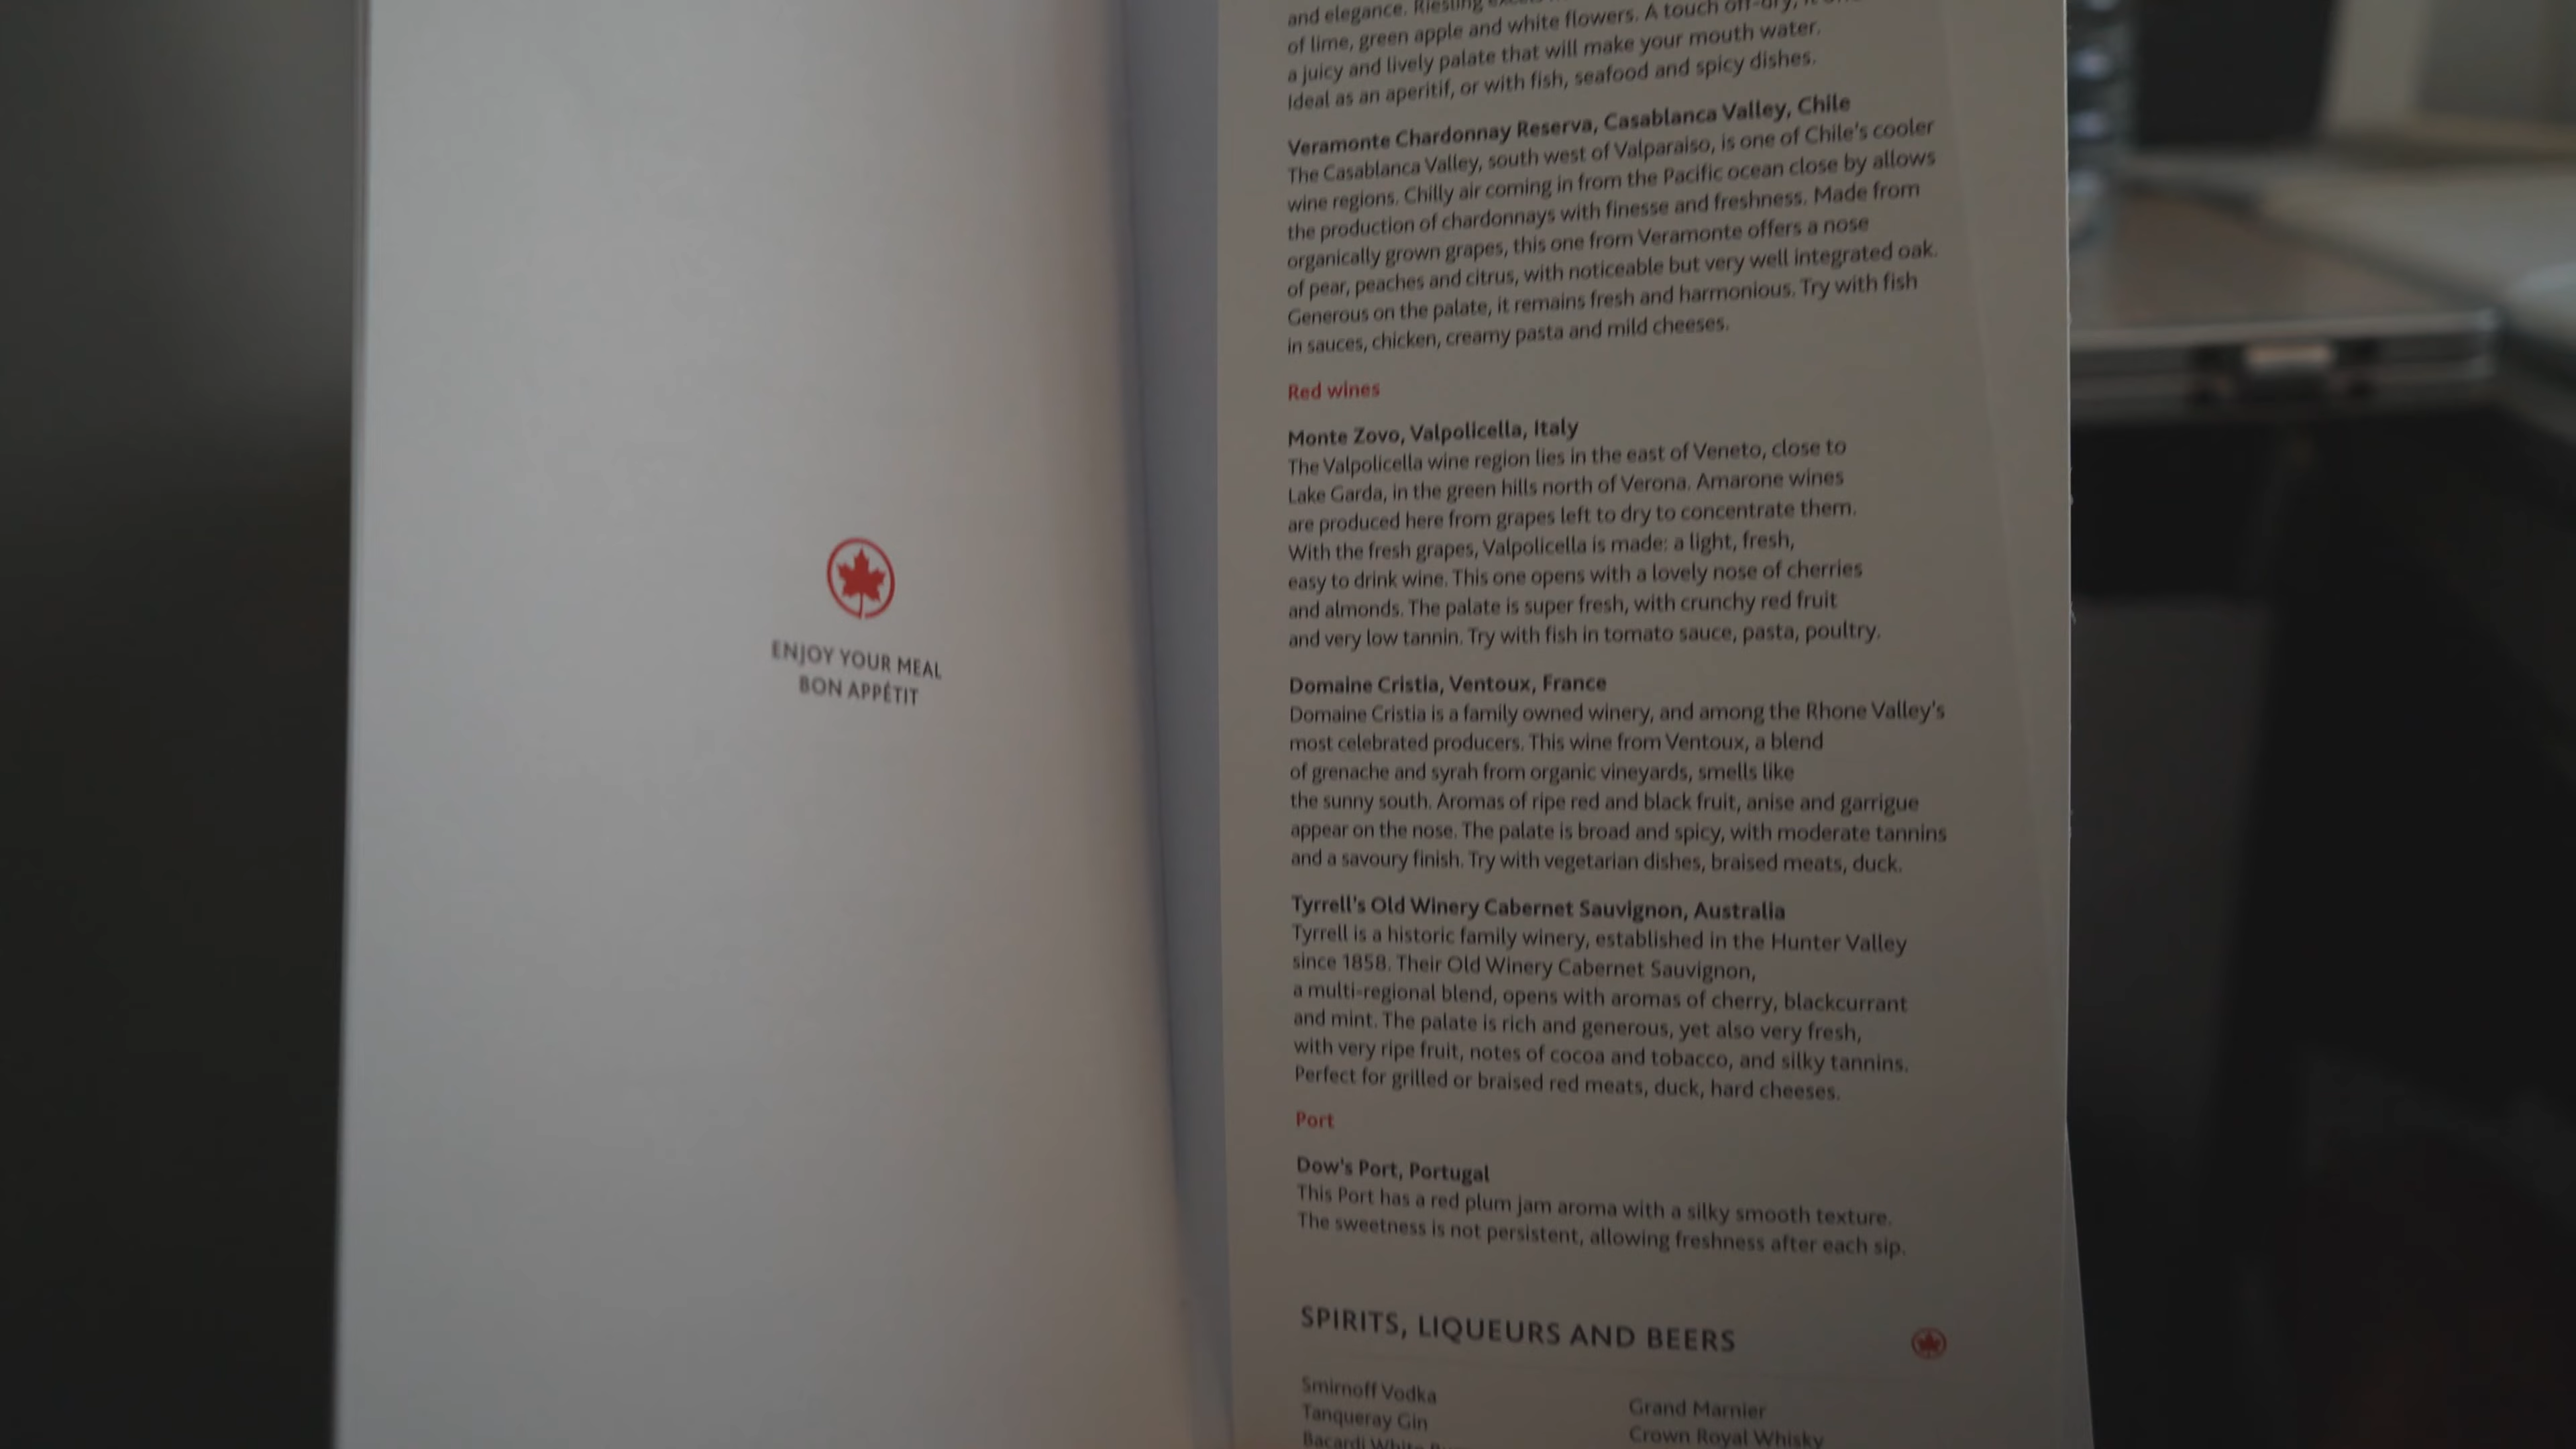 ENJOY YOUR MEAL
BON APPÉTIT
and elegance. Riesling
of lime, green apple and white flowers. A touch off-dry, it
a juicy and lively palate that will make your mouth water.
Ideal as an aperitif, or with fish, seafood and spicy dishes.
Veramonte Chardonnay Reserva, Casablanca Valley, Chile
The Casablanca Valley, south west of Valparaiso, is one of Chile's cooler
wine regions. Chilly air coming in from the Pacific ocean close by allows
the production of chardonnays with finesse and freshness. Made from
organically grown grapes, this one from Veramonte offers a nose
of pear, peaches and citrus, with noticeable but very well integrated oak.
Generous on the palate, it remains fresh and harmonious. Try with fish
in sauces, chicken, creamy pasta and mild cheeses.
Red wines
Monte Zovo, Valpolicella, Italy
The Valpolicella wine region lies in the east of Veneto, close to
Lake Garda, in the green hills north of Verona. Amarone wines
are produced here from grapes left to dry to concentrate them.
With the fresh grapes, Valpolicella is made: a light, fresh,
easy to drink wine. This one opens with a lovely nose of cherries
and almonds. The palate is super fresh, with crunchy red fruit
and very low tannin. Try with fish in tomato sauce, pasta, poultry.
Domaine Cristia, Ventoux, France
Domaine Cristia is a family owned winery, and among the Rhone Valley's
most celebrated producers. This wine from Ventoux, a blend
of grenache and syrah from organic vineyards, smells like
the sunny south. Aromas of ripe red and black fruit, anise and garrigue
appear on the nose. The palate is broad and spicy, with moderate tannins
and a savoury finish. Try with vegetarian dishes, braised meats, duck.
Tyrrell's Old Winery Cabernet Sauvignon, Australia
Tyrrell is a historic family winery, established in the Hunter Valley
since 1858. Their Old Winery Cabernet Sauvignon,
a multi-regional blend, opens with aromas of cherry, blackcurrant
and mint. The palate is rich and generous, yet also very fresh,
with very ripe fruit, notes of cocoa and tobacco, and silky tannins.
Perfect for grilled or braised red meats, duck, hard cheeses.
Port
Dow's Port, Portugal
This Port has a red plum jam aroma with a silky smooth texture.
The sweetness is not persistent, allowing freshness after each sip.
SPIRITS, LIQUEURS AND BEERS
Smirnoff Vodka
Tanqueray Gin
Bacardi White
Grand Marnier
Crown Royal Whisky